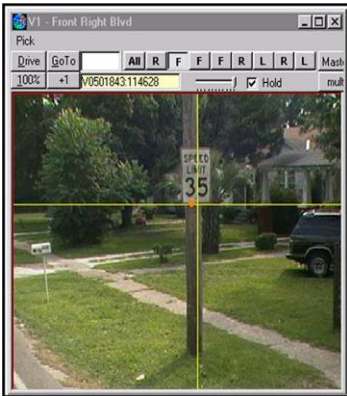 V1 - Front Right Blvd
Pick
Drive GoTo All R F F F R L R L Mast
100% +1 V0501843:114628 Hold mult
SPEED
LIMIT
35